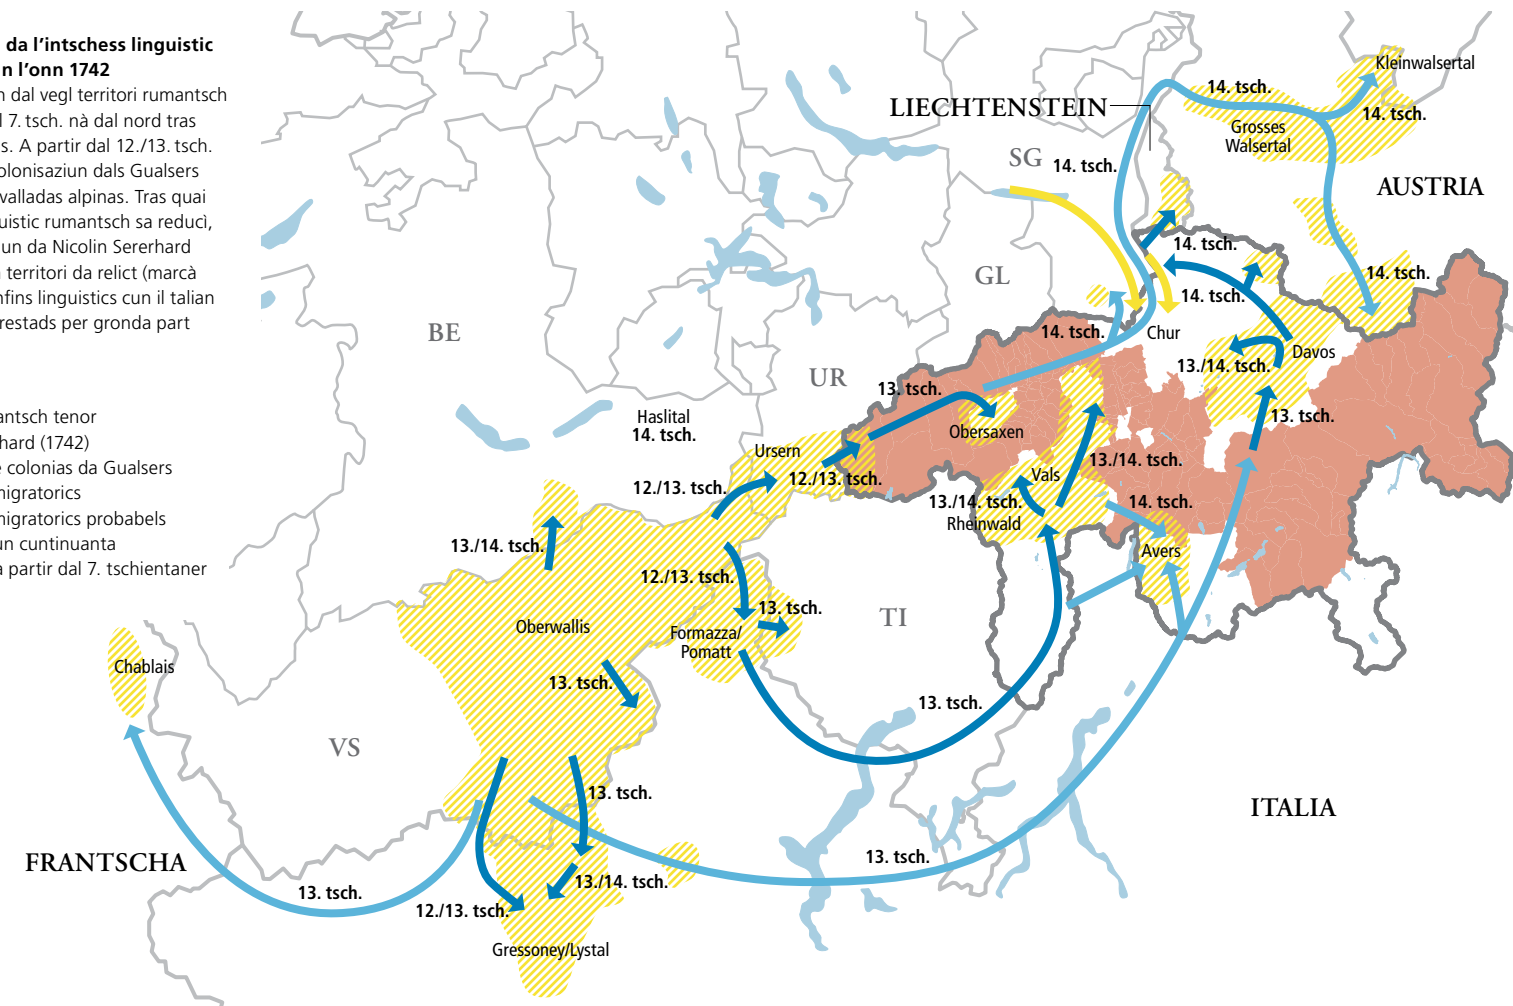 da l'intschess linguistic
n l'onn 1742
n dal vegl territori rumantsch
l 7. tsch. nà dal nord tras
s. A partir dal 12./13. tsch.
olonisaziun dals Gualsers
valladas alpinas. Tras quai
uistic rumantsch sa reducì,
un da Nicolin Sererhard
n territori da relict (marcà
nfins linguistics cun il talian
restads per gronda part
antsch tenor
hard (1742)
e colonias da Gualsers
nigratorics
nigratorics probabels
un cuntinuanta
a partir dal 7. tschientaner
Kleinwalsertal
14. tsch.
LIECHTENSTEIN
14. tsch.
Grosses
Walsertal
SG
14. tsch.
AUSTRIA
14. tsch.
GL
14. tsch.
14. tsch.
BE
14. tsch.
Chur
Davos
UR
13. tsch.
13./14. tsch.
Haslital
14. tsch.
13. tsch.
Obersaxen
Ursern
13./14. tsch.
12./13. tsch.
Vals
12./13. tsch.
13./14. tsch.
14. tsch.
Rheinwald
13./14. tsch.
Avers
12./13. tsch.
13. tsch.
TI
Oberwallis
Formazza/
Pomatt
Chablais
13. tsch.
13. tsch.
VS
13. tsch.
ITALIA
FRANTSCHA
13. tsch.
13. tsch.
13./14. tsch.
12./13. tsch.
Gressoney/Lystal